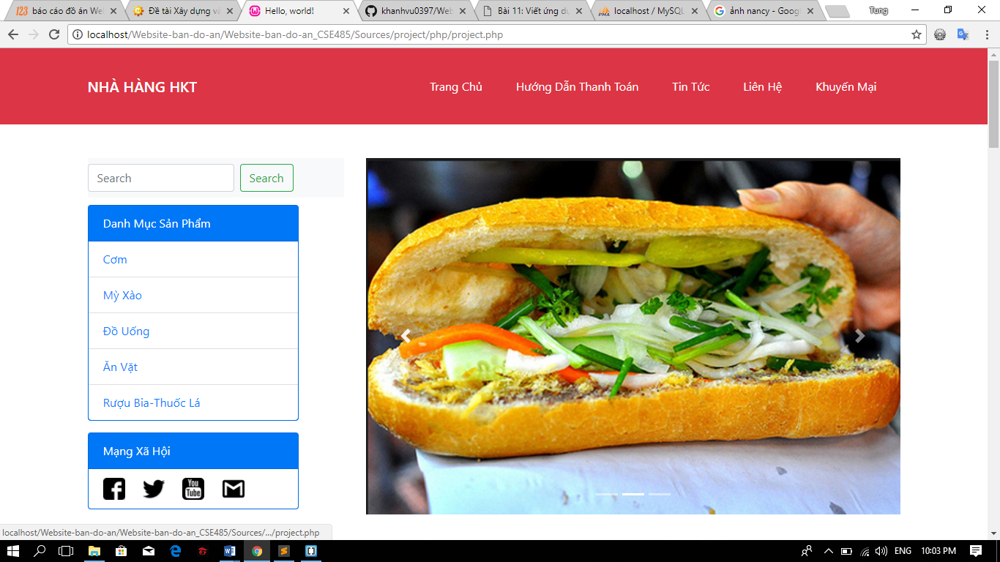 báo cáo đồ án We
Đề tài Xây dựng v
Hello, world!
khanhvu0397/Web
Bài 11: Viết ứng dụ
localhost / MySQL
ảnh nancy - Googl
Tung
localhost/Website-ban-do-an/Website-ban-do-an_CSE485/Sources/project/php/project.php
NHÀ HÀNG HKT
Trang Chủ
Hướng Dẫn Thanh Toán
Tin Tức
Liên Hệ
Khuyến Mại
Search
Search
Danh Mục Sản Phẩm
Cơm
Mỳ Xào
Đồ Uống
Ăn Vặt
Rượu Bia-Thuốc Lá
Mạng Xã Hội
You
Tube
localhost/Website-ban-do-an/Website-ban-do-an_CSE485/Sources/.../project.php
ENG
10:03 PM